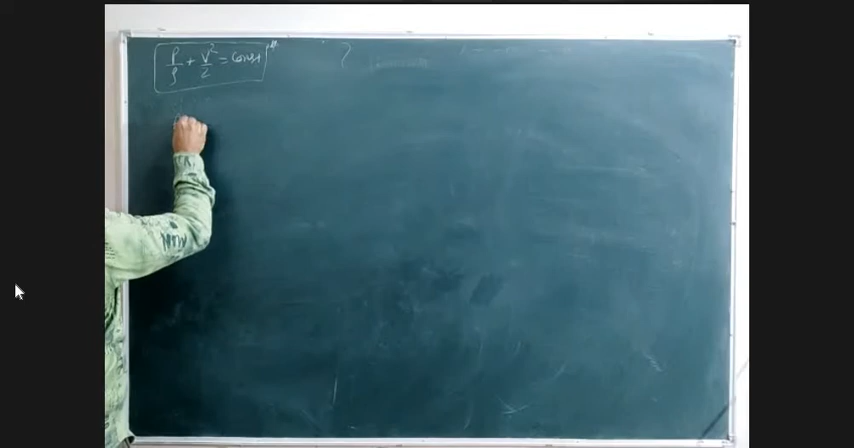 P/ρ + v²/2 = const